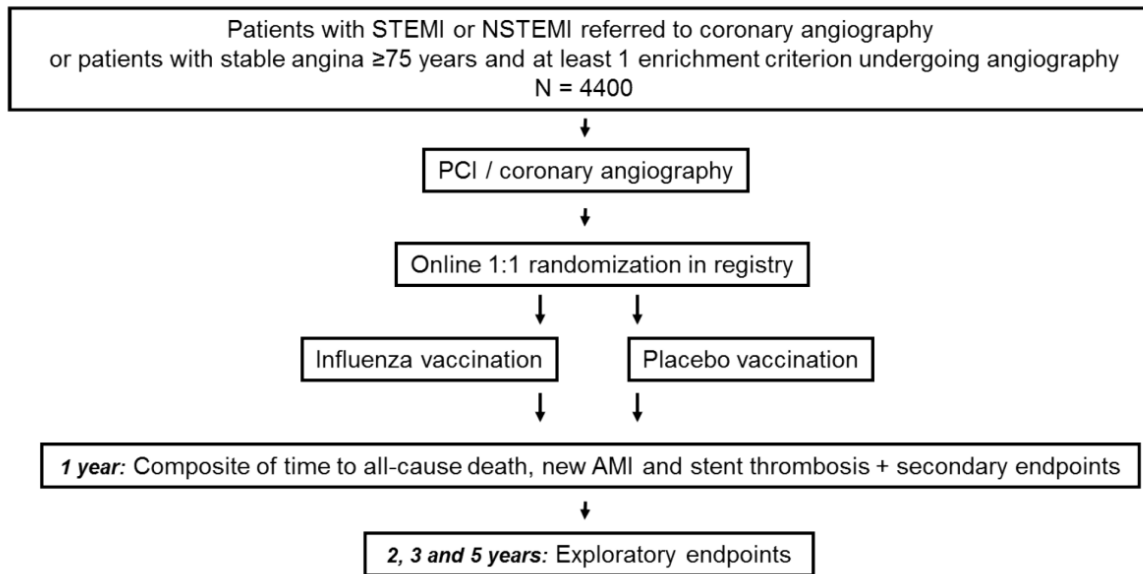 Patients with STEMI or NSTEMI referred to coronary angiography
or patients with stable angina ≥75 years and at least 1 enrichment criterion undergoing angiography
N = 4400
PCI / coronary angiography
Online 1:1 randomization in registry
Influenza vaccination
Placebo vaccination
1 year: Composite of time to all-cause death, new AMI and stent thrombosis + secondary endpoints
2, 3 and 5 years: Exploratory endpoints